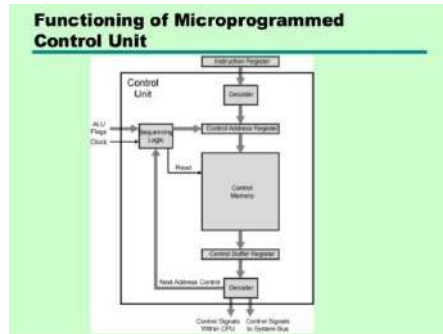 Functioning of Microprogrammed
Control Unit
Instruction Register
Control
Unit
Decoder
ALU
Flags
Clock
Sequencing
Logic
Control Address Register
Read
Control
Memory
Control Buffer Register
Next Address Control
Decoder
Control Signals
Within CPU
Control Signals
to System Bus